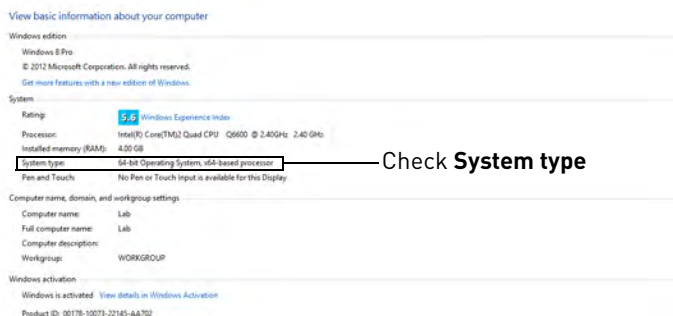 View basic information about your computer
Windows edition
Windows 8 Pro
© 2012 Microsoft Corporation. All rights reserved.
Get more features with a new edition of Windows
System
Rating: 5.6 Windows Experience Index
Processor: Intel(R) Core(TM)2 Quad CPU Q6600 @ 2.40GHz 2.40 GHz
Installed memory (RAM): 4.00 GB
System type: 64-bit Operating System, x64-based processor
Check System type
Pen and Touch: No Pen or Touch Input is available for this Display
Computer name, domain, and workgroup settings
Computer name: Lab
Full computer name: Lab
Computer description:
Workgroup: WORKGROUP
Windows activation
Windows is activated View details in Windows Activation
Product ID: 00178-10073-22145-AA702